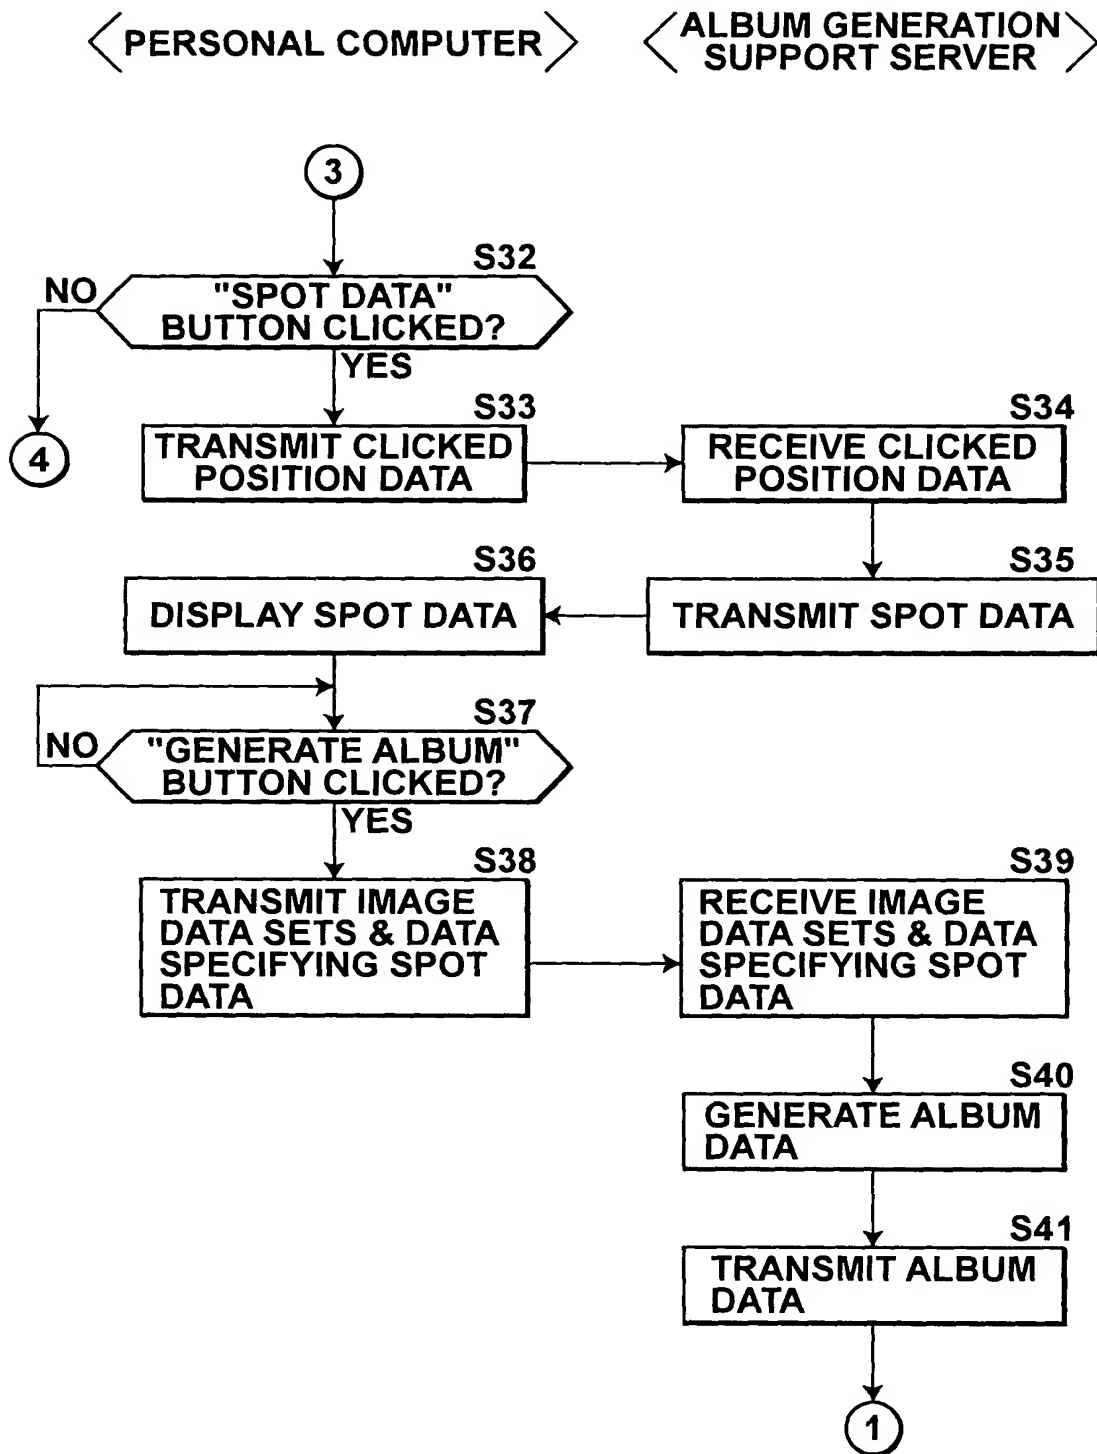 PERSONAL COMPUTER
ALBUM GENERATION
SUPPORT SERVER
3
S32
NO
"SPOT DATA"
BUTTON CLICKED?
YES
4
S33
TRANSMIT CLICKED
POSITION DATA
S34
RECEIVE CLICKED
POSITION DATA
S36
DISPLAY SPOT DATA
S35
TRANSMIT SPOT DATA
S37
NO
"GENERATE ALBUM"
BUTTON CLICKED?
YES
S38
TRANSMIT IMAGE
DATA SETS & DATA
SPECIFYING SPOT
DATA
S39
RECEIVE IMAGE
DATA SETS & DATA
SPECIFYING SPOT
DATA
S40
GENERATE ALBUM
DATA
S41
TRANSMIT ALBUM
DATA
1